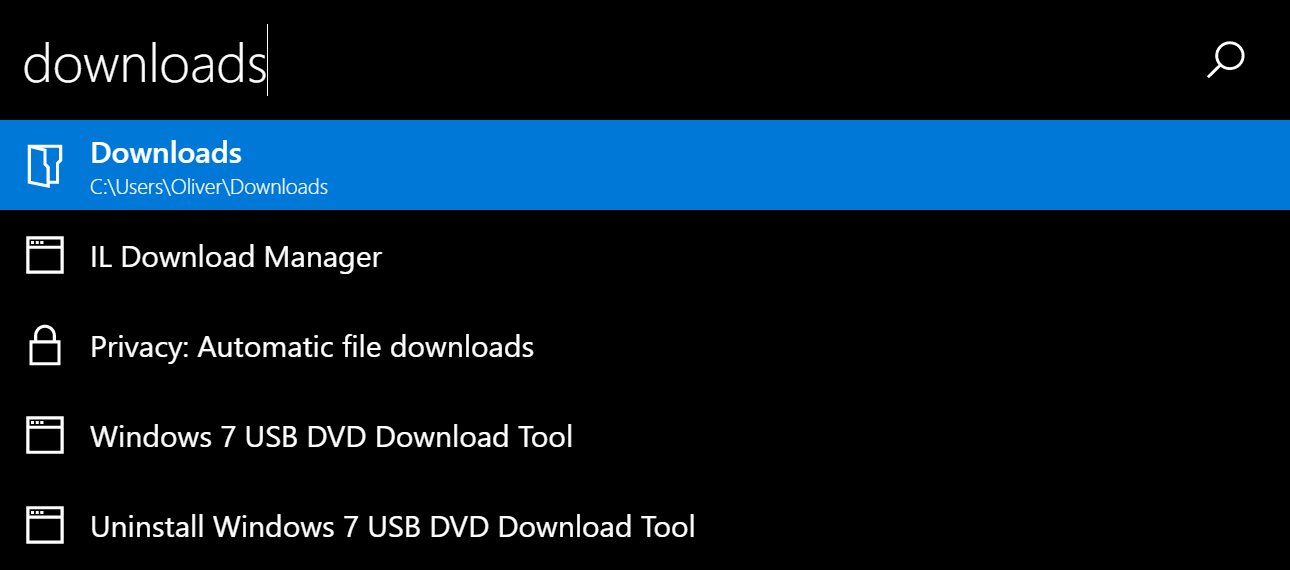 downloads
Downloads
C:\Users\Oliver\Downloads
IL Download Manager
Privacy: Automatic file downloads
Windows 7 USB DVD Download Tool
Uninstall Windows 7 USB DVD Download Tool